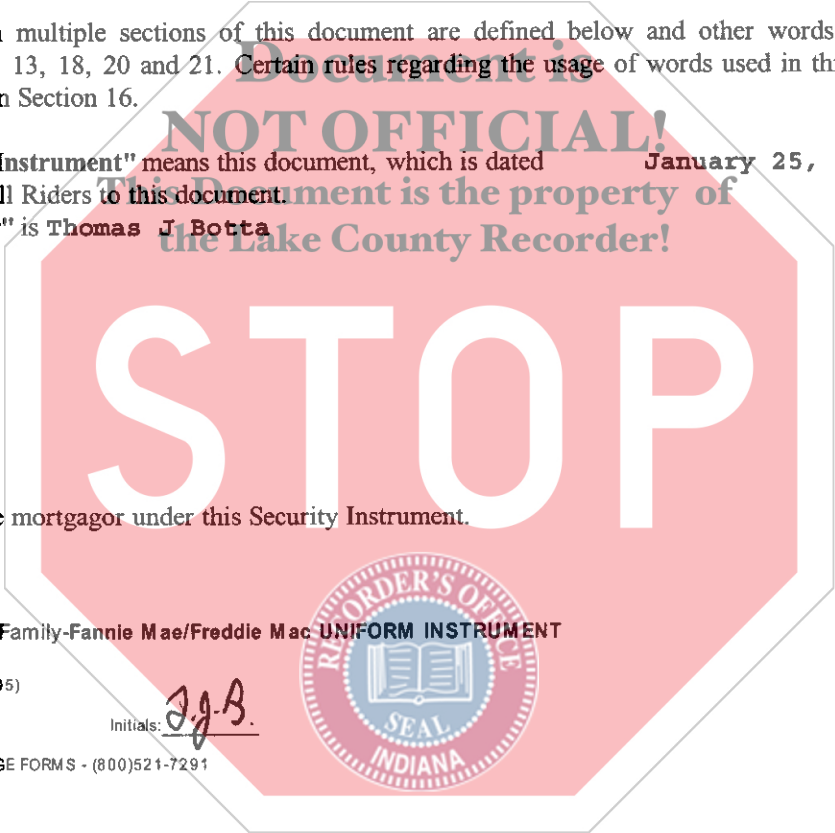 multiple sections of this document are defined below and other words
Document is
13, 18, 20 and 21. Certain rules regarding the usage of words used in
n Section 16.
NOT OFFICIAL!
Instrument" means this document, which is dated January 25,
This Document is the property of
ll Riders to this document.
" is Thomas J Botta
the Lake County Recorder!
STOP
mortgagor under this Security Instrument.
RECORDER'S OFFICE
Family-Fannie Mae/Freddie Mac UNIFORM INSTRUMENT
5)
Initials: J.J.B.
SEAL
INDIANA
GE FORMS - (800)521-7291